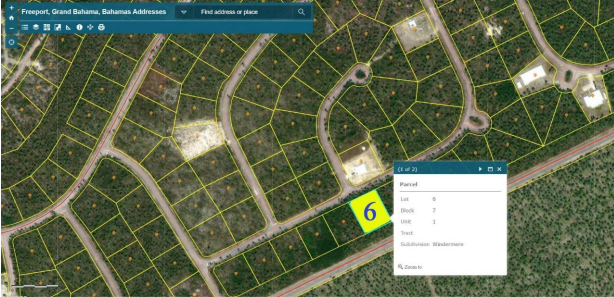 Freeport, Grand Bahama, Bahamas Addresses
Find address or place
(1 of 2)
Parcel
Lot 6
Block 7
Unit 1
Tract
Subdivision Windermere
Zoom to
6